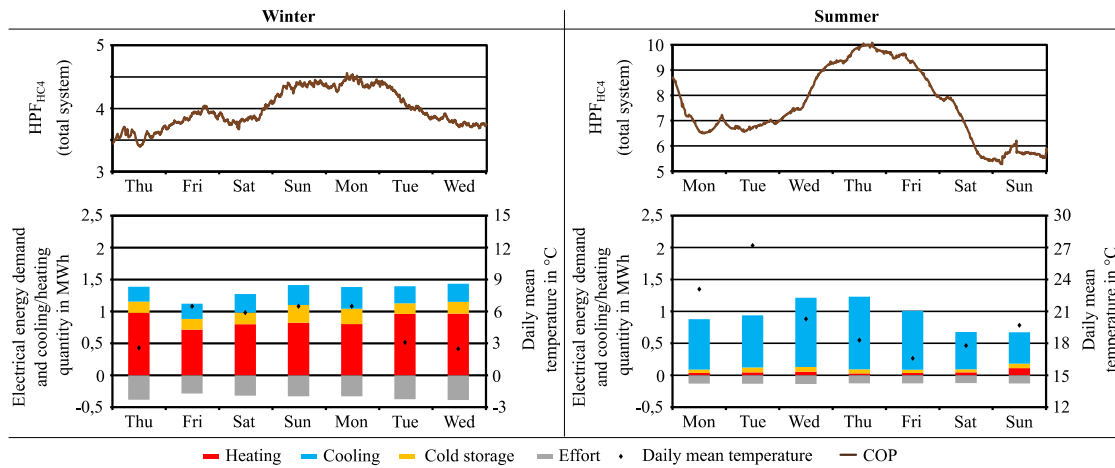 Winter
Summer
HPF_HC4
(total system)
5
4
3
Thu Fri Sat Sun Mon Tue Wed
HPF_HC4
(total system)
10
9
8
7
6
5
Mon Tue Wed Thu Fri Sat Sun
Electrical energy demand
and cooling/heating
quantity in MWh
2,5
2
1,5
1
0,5
0
-0,5
15
12
9
6
3
0
-3
Daily mean
temperature in °C
Thu Fri Sat Sun Mon Tue Wed
Electrical energy demand
and cooling/heating
quantity in MWh
2,5
2
1,5
1
0,5
0
-0,5
30
27
24
21
18
15
12
Daily mean
temperature in °C
Mon Tue Wed Thu Fri Sat Sun
Heating Cooling Cold storage Effort Daily mean temperature COP